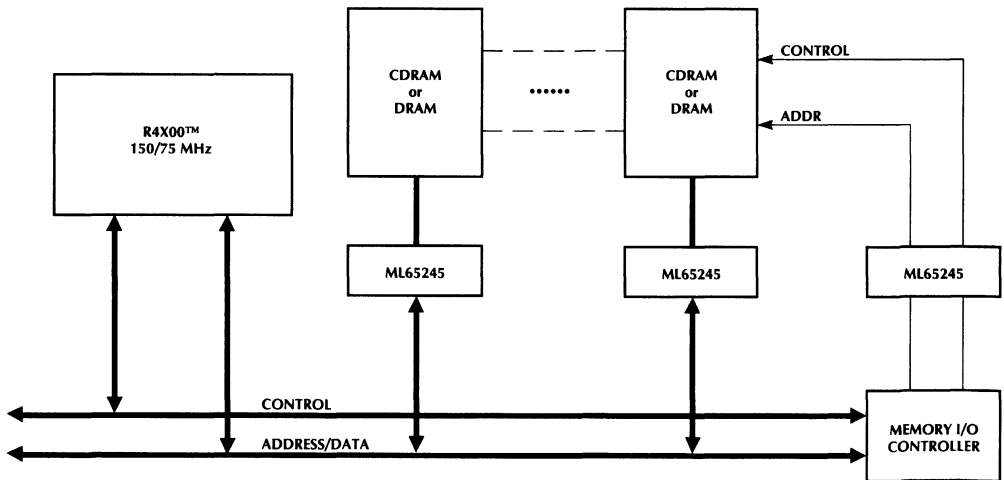 R4X00™
150/75 MHz
CDRAM
or
DRAM
......
CDRAM
or
DRAM
CONTROL
ADDR
ML65245
ML65245
ML65245
CONTROL
ADDRESS/DATA
MEMORY I/O
CONTROLLER